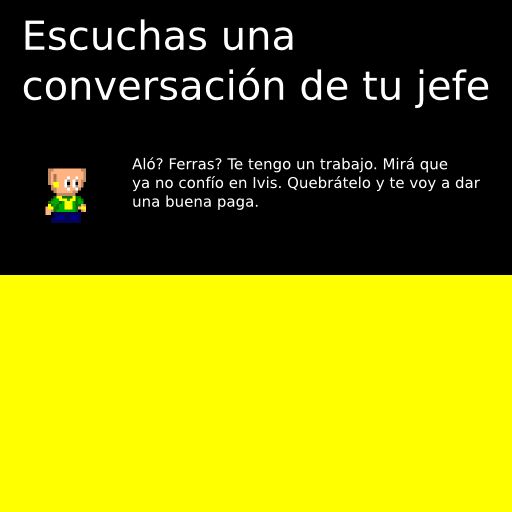 Escuchas una
conversación de tu jefe
Aló? Ferras? Te tengo un trabajo. Mirá que
ya no confío en Ivis. Quebrátelo y te voy a dar
una buena paga.